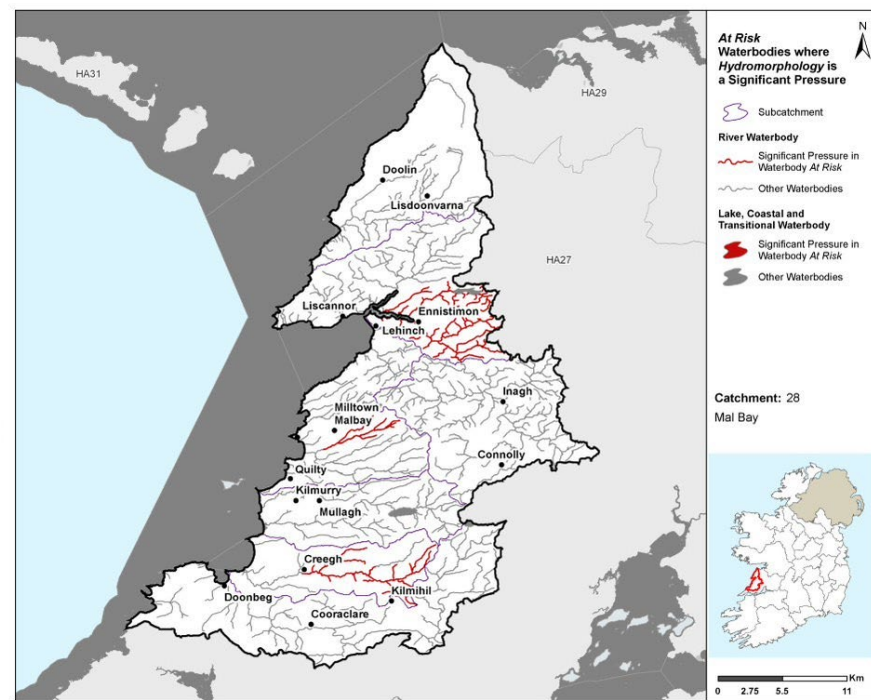 HA31
HA29
HA27
Doolin
Lisdoonvarna
Liscannor
Ennistimon
Lehinch
Inagh
Milltown
Malbay
Connolly
Quilty
Kilmurry
Mullagh
Creegh
Doonbeg
Kilmihil
Cooraclare
At Risk
Waterbodies where
Hydromorphology is
a Significant Pressure
N
Subcatchment
River Waterbody
Significant Pressure in
Waterbody At Risk
Other Waterbodies
Lake, Coastal and
Transitional Waterbody
Significant Pressure in
Waterbody At Risk
Other Waterbodies
Catchment: 28
Mal Bay
Km
0 2.75 5.5 11